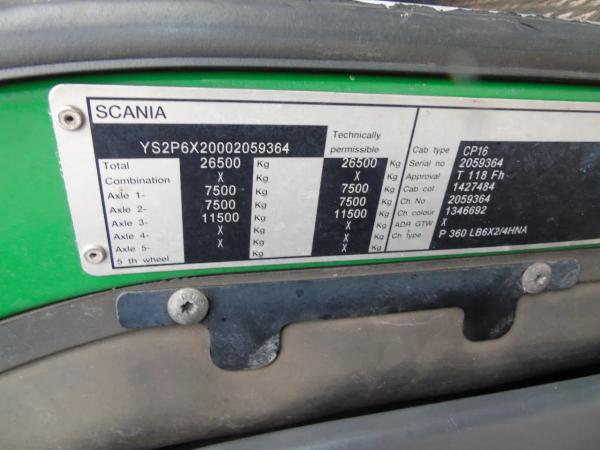 SCANIA
YS2P6X20002059364 Technically permissible
Total 26500 Kg 26500 Kg
Combination X Kg X Kg
Axle 1- 7500 Kg 7500 Kg
Axle 2- 7500 Kg 7500 Kg
Axle 3- 11500 Kg 11500 Kg
Axle 4- X Kg X Kg
Axle 5- X Kg X Kg
5 th wheel X Kg X Kg
Cab type CP16
Serial no 2059364
Approval T 118 Fh
Cab col 1427484
Ch No 2059364
Ch colour 1346692
ADR GTW X
Ch type P 360 LB6X2/4HNA